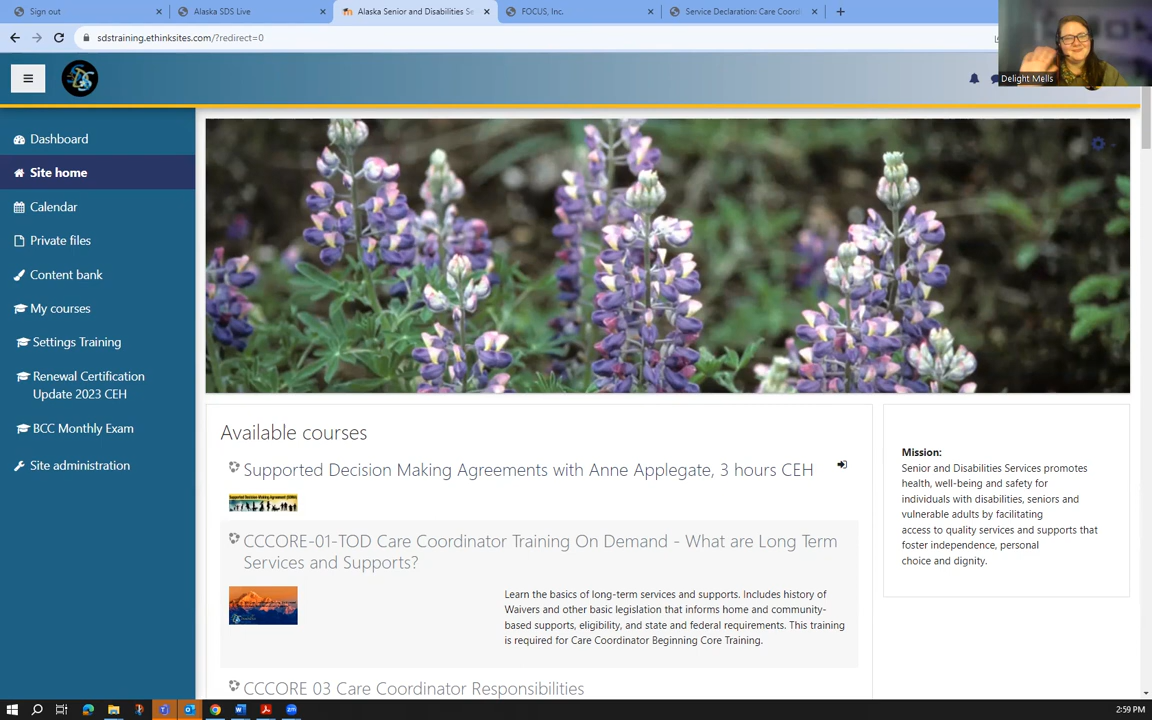 Sign out
Alaska SDS Live
Alaska Senior and Disabilities Se
FOCUS, Inc.
Service Declaration: Care Coord
sdstraining.ethinksites.com/?redirect=0
Delight Mells
Dashboard
Site home
Calendar
Private files
Content bank
My courses
Settings Training
Renewal Certification
Update 2023 CEH
BCC Monthly Exam
Site administration
Available courses
Supported Decision Making Agreements with Anne Applegate, 3 hours CEH
CCCORE-01-TOD Care Coordinator Training On Demand - What are Long Term
Services and Supports?
Learn the basics of long-term services and supports. Includes history of
Waivers and other basic legislation that informs home and community-
based supports, eligibility, and state and federal requirements. This training
is required for Care Coordinator Beginning Core Training.
CCCORE 03 Care Coordinator Responsibilities
Mission:
Senior and Disabilities Services promotes
health, well-being and safety for
individuals with disabilities, seniors and
vulnerable adults by facilitating
access to quality services and supports that
foster independence, personal
choice and dignity.
2:59 PM